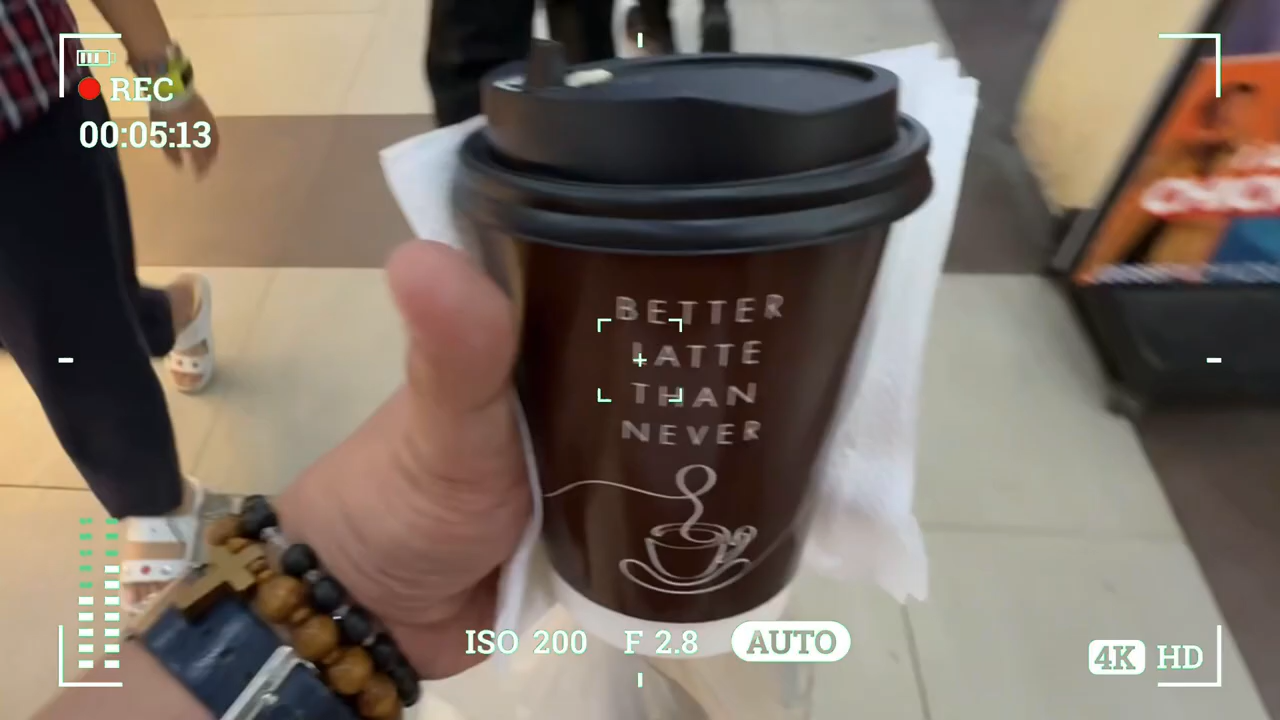 REC
00:05:13
BETTER
LATTE
THAN
NEVER
ISO 200 F 2.8 AUTO
4K HD